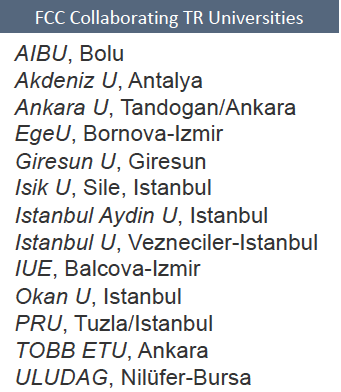 FCC Collaborating TR Universities
AIBU, Bolu
Akdeniz U, Antalya
Ankara U, Tandogan/Ankara
EgeU, Bornova-Izmir
Giresun U, Giresun
Isik U, Sile, Istanbul
Istanbul Aydin U, Istanbul
Istanbul U, Vezneciler-Istanbul
IUE, Balcova-Izmir
Okan U, Istanbul
PRU, Tuzla/Istanbul
TOBB ETU, Ankara
ULUDAG, Nilüfer-Bursa